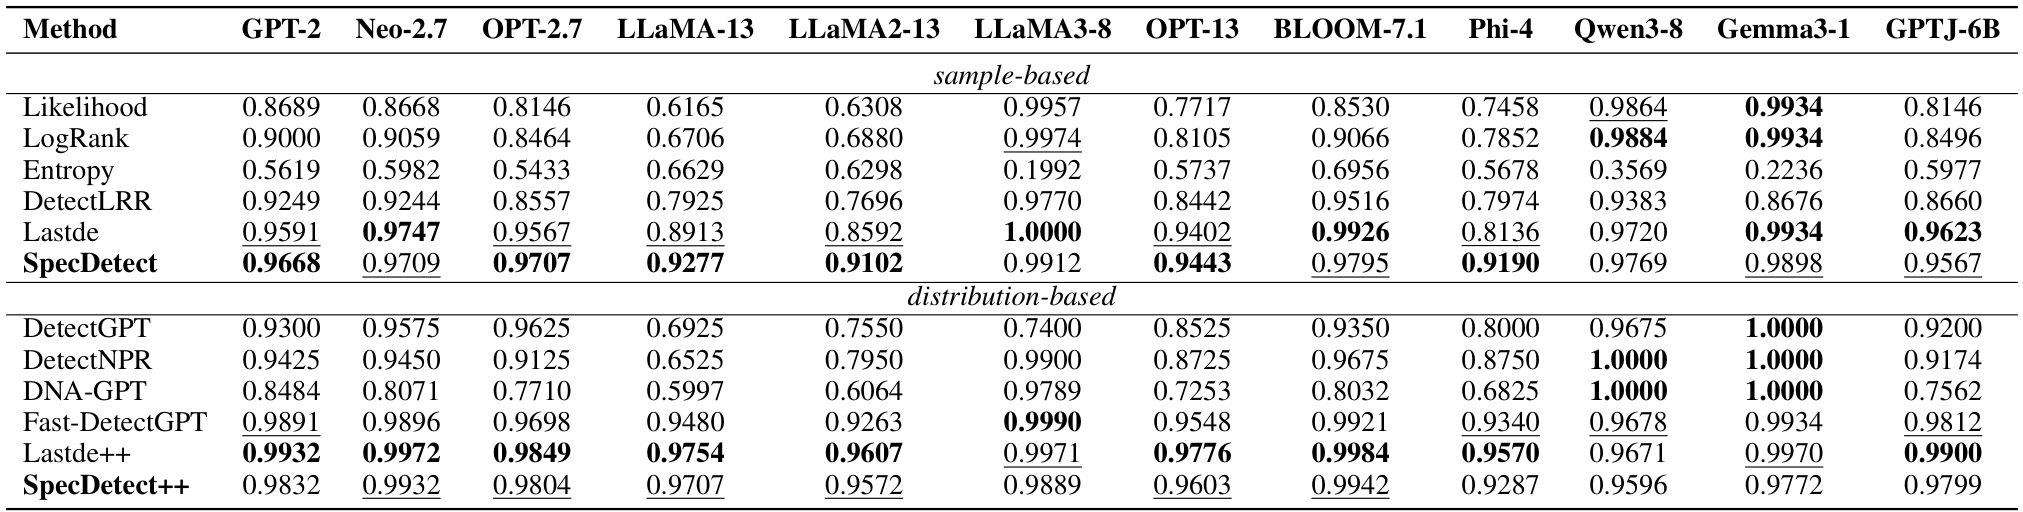 Method GPT-2 Neo-2.7 OPT-2.7 LLaMA-13 LLaMA2-13 LLaMA3-8 OPT-13 BLOOM-7.1 Phi-4 Qwen3-8 Gemma3-1 GPTJ-6B
sample-based
Likelihood 0.8689 0.8668 0.8146 0.6165 0.6308 0.9957 0.7717 0.8530 0.7458 0.9864 0.9934 0.8146
LogRank 0.9000 0.9059 0.8464 0.6706 0.6880 0.9974 0.8105 0.9066 0.7852 0.9884 0.9934 0.8496
Entropy 0.5619 0.5982 0.5433 0.6629 0.6298 0.1992 0.5737 0.6956 0.5678 0.3569 0.2236 0.5977
DetectLRR 0.9249 0.9244 0.8557 0.7925 0.7696 0.9770 0.8442 0.9516 0.7974 0.9383 0.8676 0.8660
Lastde 0.9591 0.9747 0.9567 0.8913 0.8592 1.0000 0.9402 0.9926 0.8136 0.9720 0.9934 0.9623
SpecDetect 0.9668 0.9709 0.9707 0.9277 0.9102 0.9912 0.9443 0.9795 0.9190 0.9769 0.9898 0.9567
distribution-based
DetectGPT 0.9300 0.9575 0.9625 0.6925 0.7550 0.7400 0.8525 0.9350 0.8000 0.9675 1.0000 0.9200
DetectNPR 0.9425 0.9450 0.9125 0.6525 0.7950 0.9900 0.8725 0.9675 0.8750 1.0000 1.0000 0.9174
DNA-GPT 0.8484 0.8071 0.7710 0.5997 0.6064 0.9789 0.7253 0.8032 0.6825 1.0000 1.0000 0.7562
Fast-DetectGPT 0.9891 0.9896 0.9698 0.9480 0.9263 0.9990 0.9548 0.9921 0.9340 0.9678 0.9934 0.9812
Lastde++ 0.9932 0.9972 0.9849 0.9754 0.9607 0.9971 0.9776 0.9984 0.9570 0.9671 0.9970 0.9900
SpecDetect++ 0.9832 0.9932 0.9804 0.9707 0.9572 0.9889 0.9603 0.9942 0.9287 0.9596 0.9772 0.9799